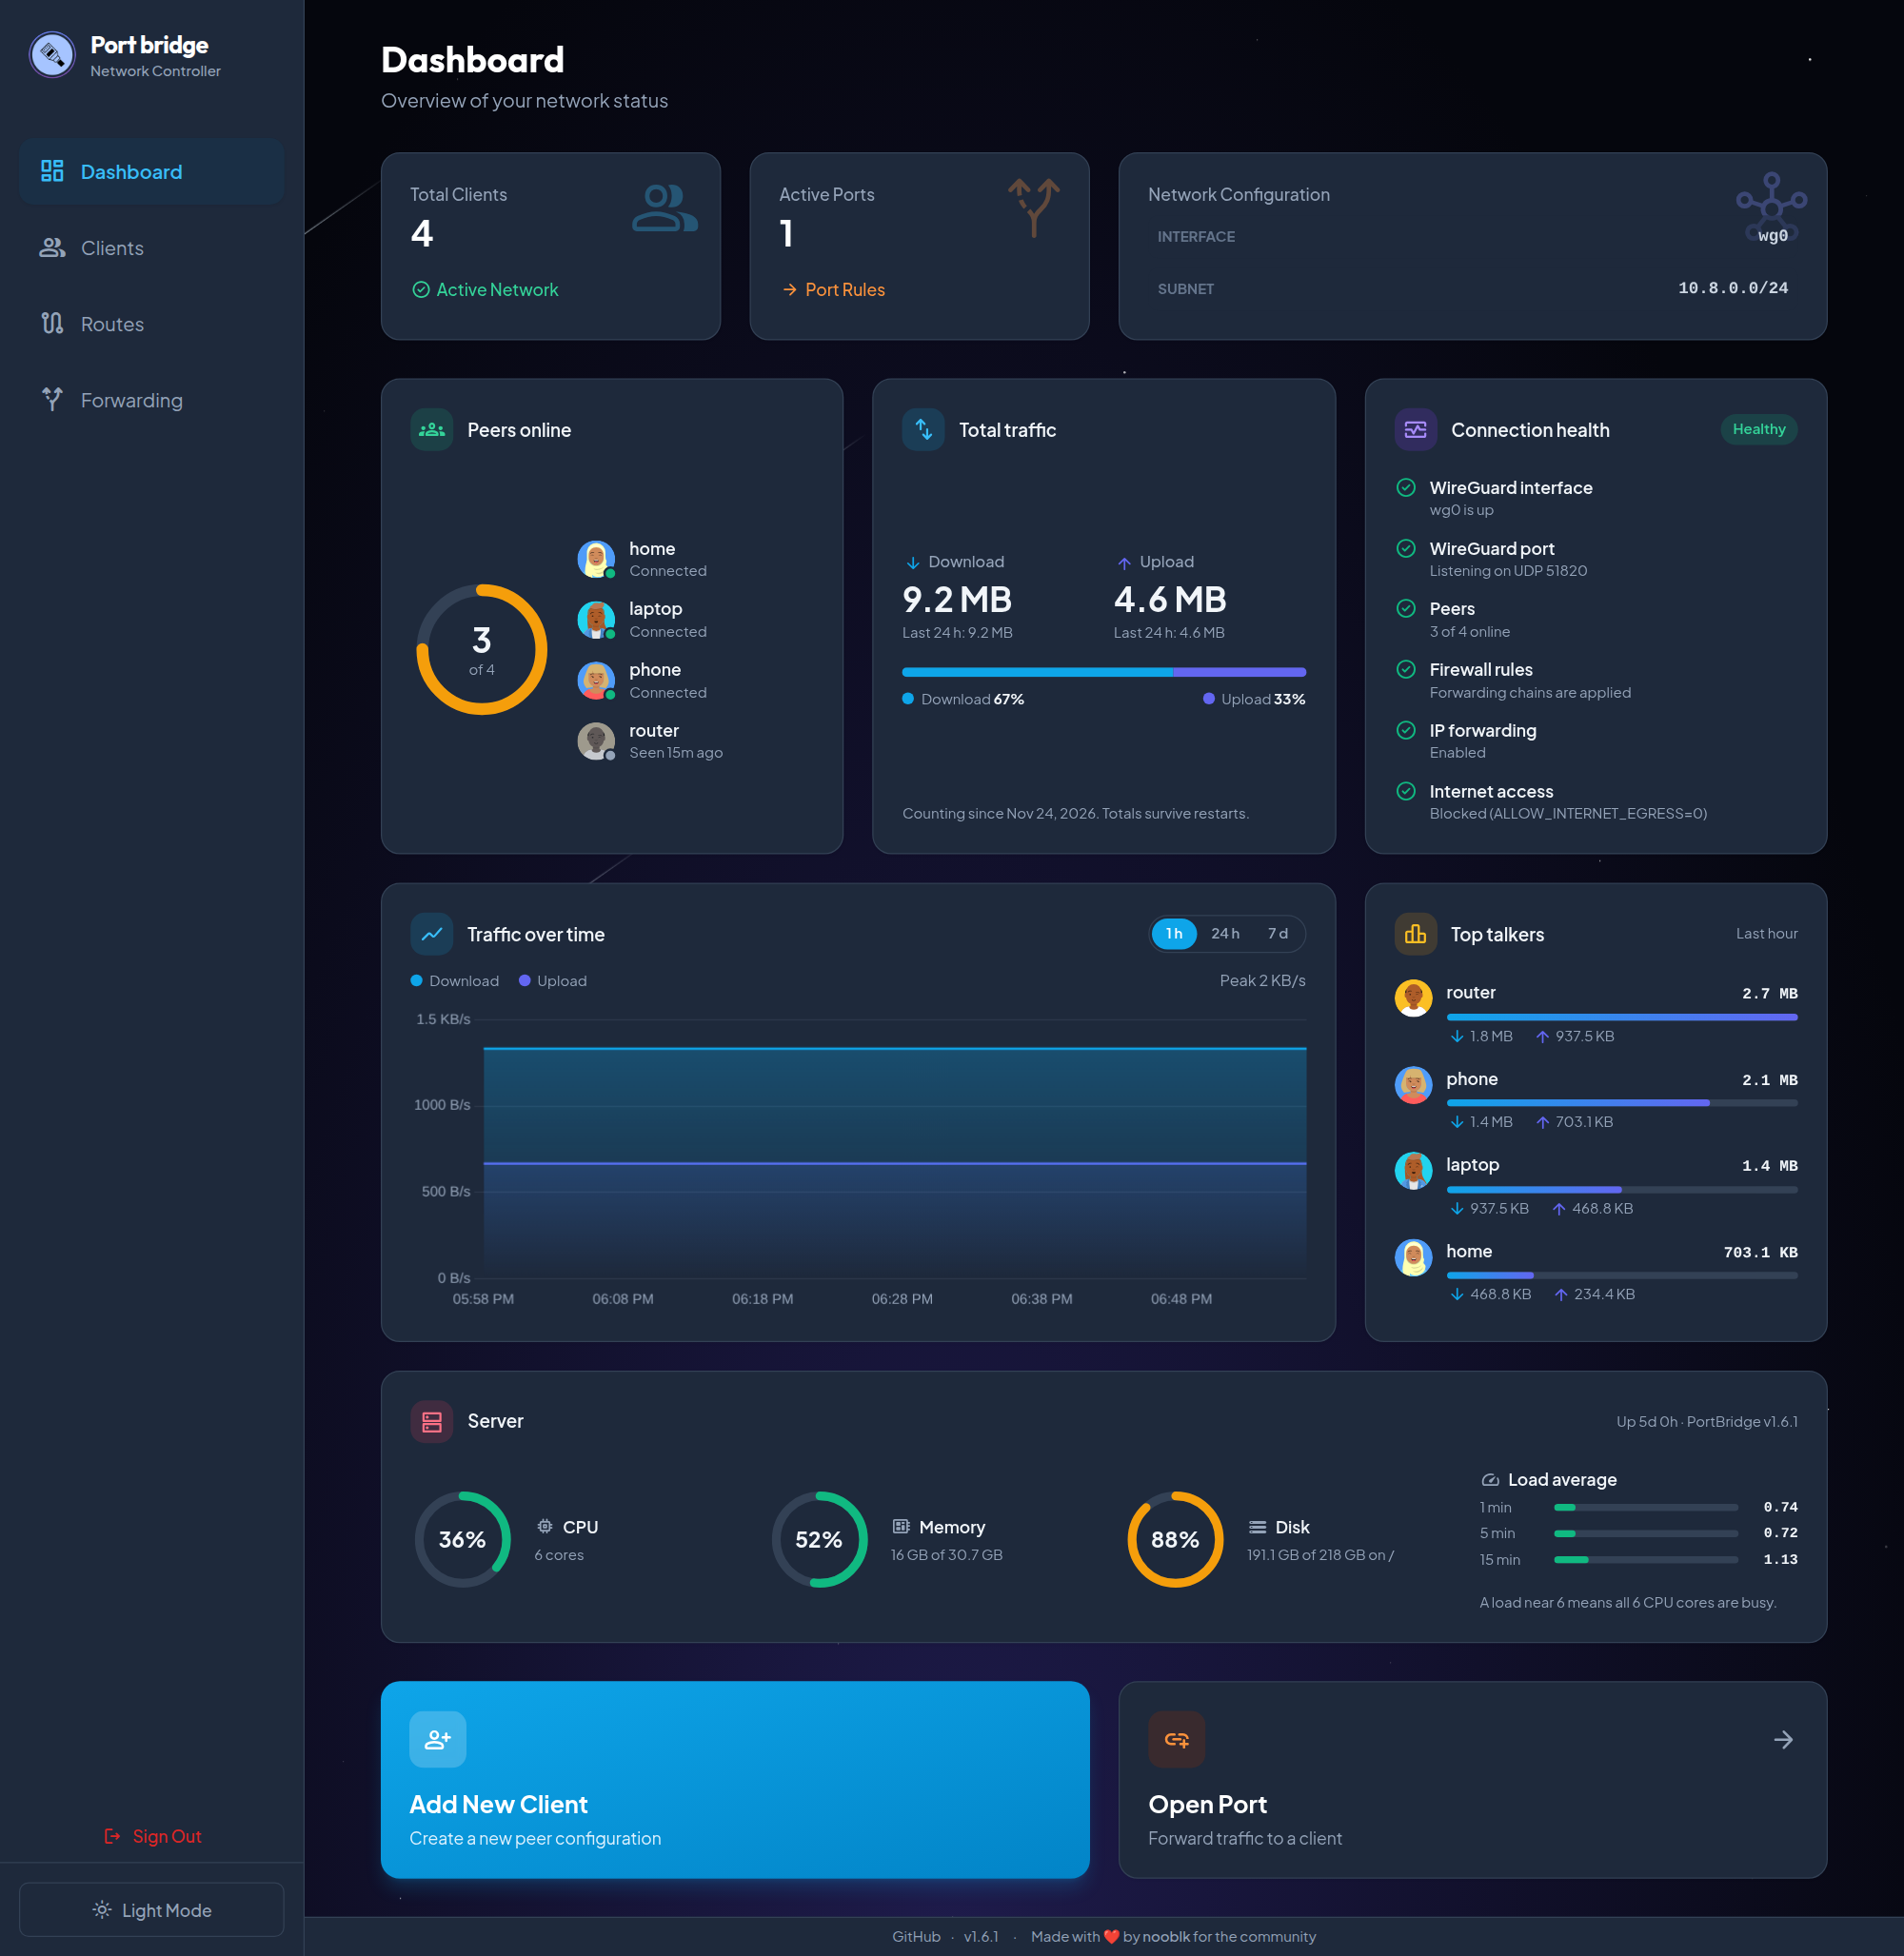 Port bridge
Network Controller
Dashboard
Clients
Routes
Forwarding
Sign Out
Light Mode
Dashboard
Overview of your network status
Total Clients
4
Active Network
Active Ports
1
Port Rules
Network Configuration
INTERFACE wg0
SUBNET 10.8.0.0/24
Peers online
3
of 4
home
Connected
laptop
Connected
phone
Connected
router
Seen 15m ago
Total traffic
Download Upload
9.2 MB 4.6 MB
Last 24 h: 9.2 MB Last 24 h: 4.6 MB
Download 67% Upload 33%
Counting since Nov 24, 2026. Totals survive restarts.
Connection health Healthy
WireGuard interface
wg0 is up
WireGuard port
Listening on UDP 51820
Peers
3 of 4 online
Firewall rules
Forwarding chains are applied
IP forwarding
Enabled
Internet access
Blocked (ALLOW_INTERNET_EGRESS=0)
Traffic over time 1 h 24 h 7 d
Download Upload Peak 2 KB/s
1.5 KB/s
1000 B/s
500 B/s
0 B/s
05:58 PM 06:08 PM 06:18 PM 06:28 PM 06:38 PM 06:48 PM
Top talkers Last hour
router 2.7 MB
1.8 MB 937.5 KB
phone 2.1 MB
1.4 MB 703.1 KB
laptop 1.4 MB
937.5 KB 468.8 KB
home 703.1 KB
468.8 KB 234.4 KB
Server Up 5d 0h · PortBridge v1.6.1
36%
CPU
6 cores
52%
Memory
16 GB of 30.7 GB
88%
Disk
191.1 GB of 218 GB on /
Load average
1 min 0.74
5 min 0.72
15 min 1.13
A load near 6 means all 6 CPU cores are busy.
Add New Client
Create a new peer configuration
Open Port
Forward traffic to a client
GitHub · v1.6.1 · Made with ❤️ by nooblk for the community